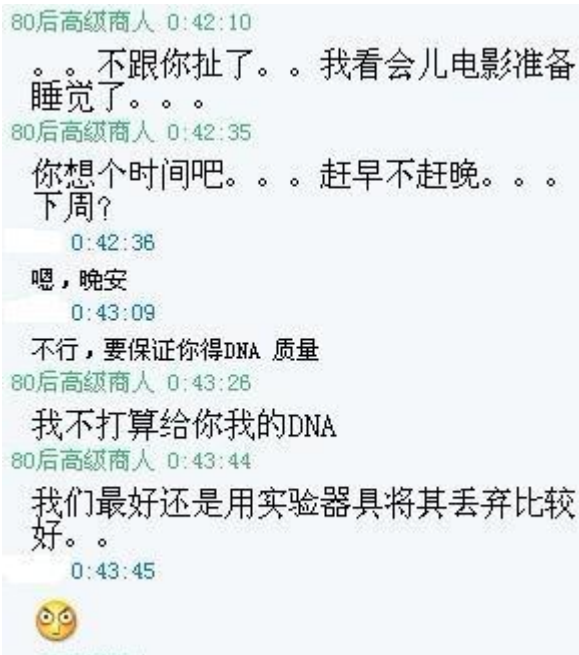 80后高级商人 0:42:10
。。不跟你扯了。。我看会儿电影准备
睡觉了。。。
80后高级商人 0:42:35
你想个时间吧。。。赶早不赶晚。。。
下周?
0:42:36
嗯，晚安
0:43:09
不行，要保证你得DNA 质量
80后高级商人 0:43:26
我不打算给你我的DNA
80后高级商人 0:43:44
我们最好还是用实验器具将其丢弃比较
好。。
0:43:45